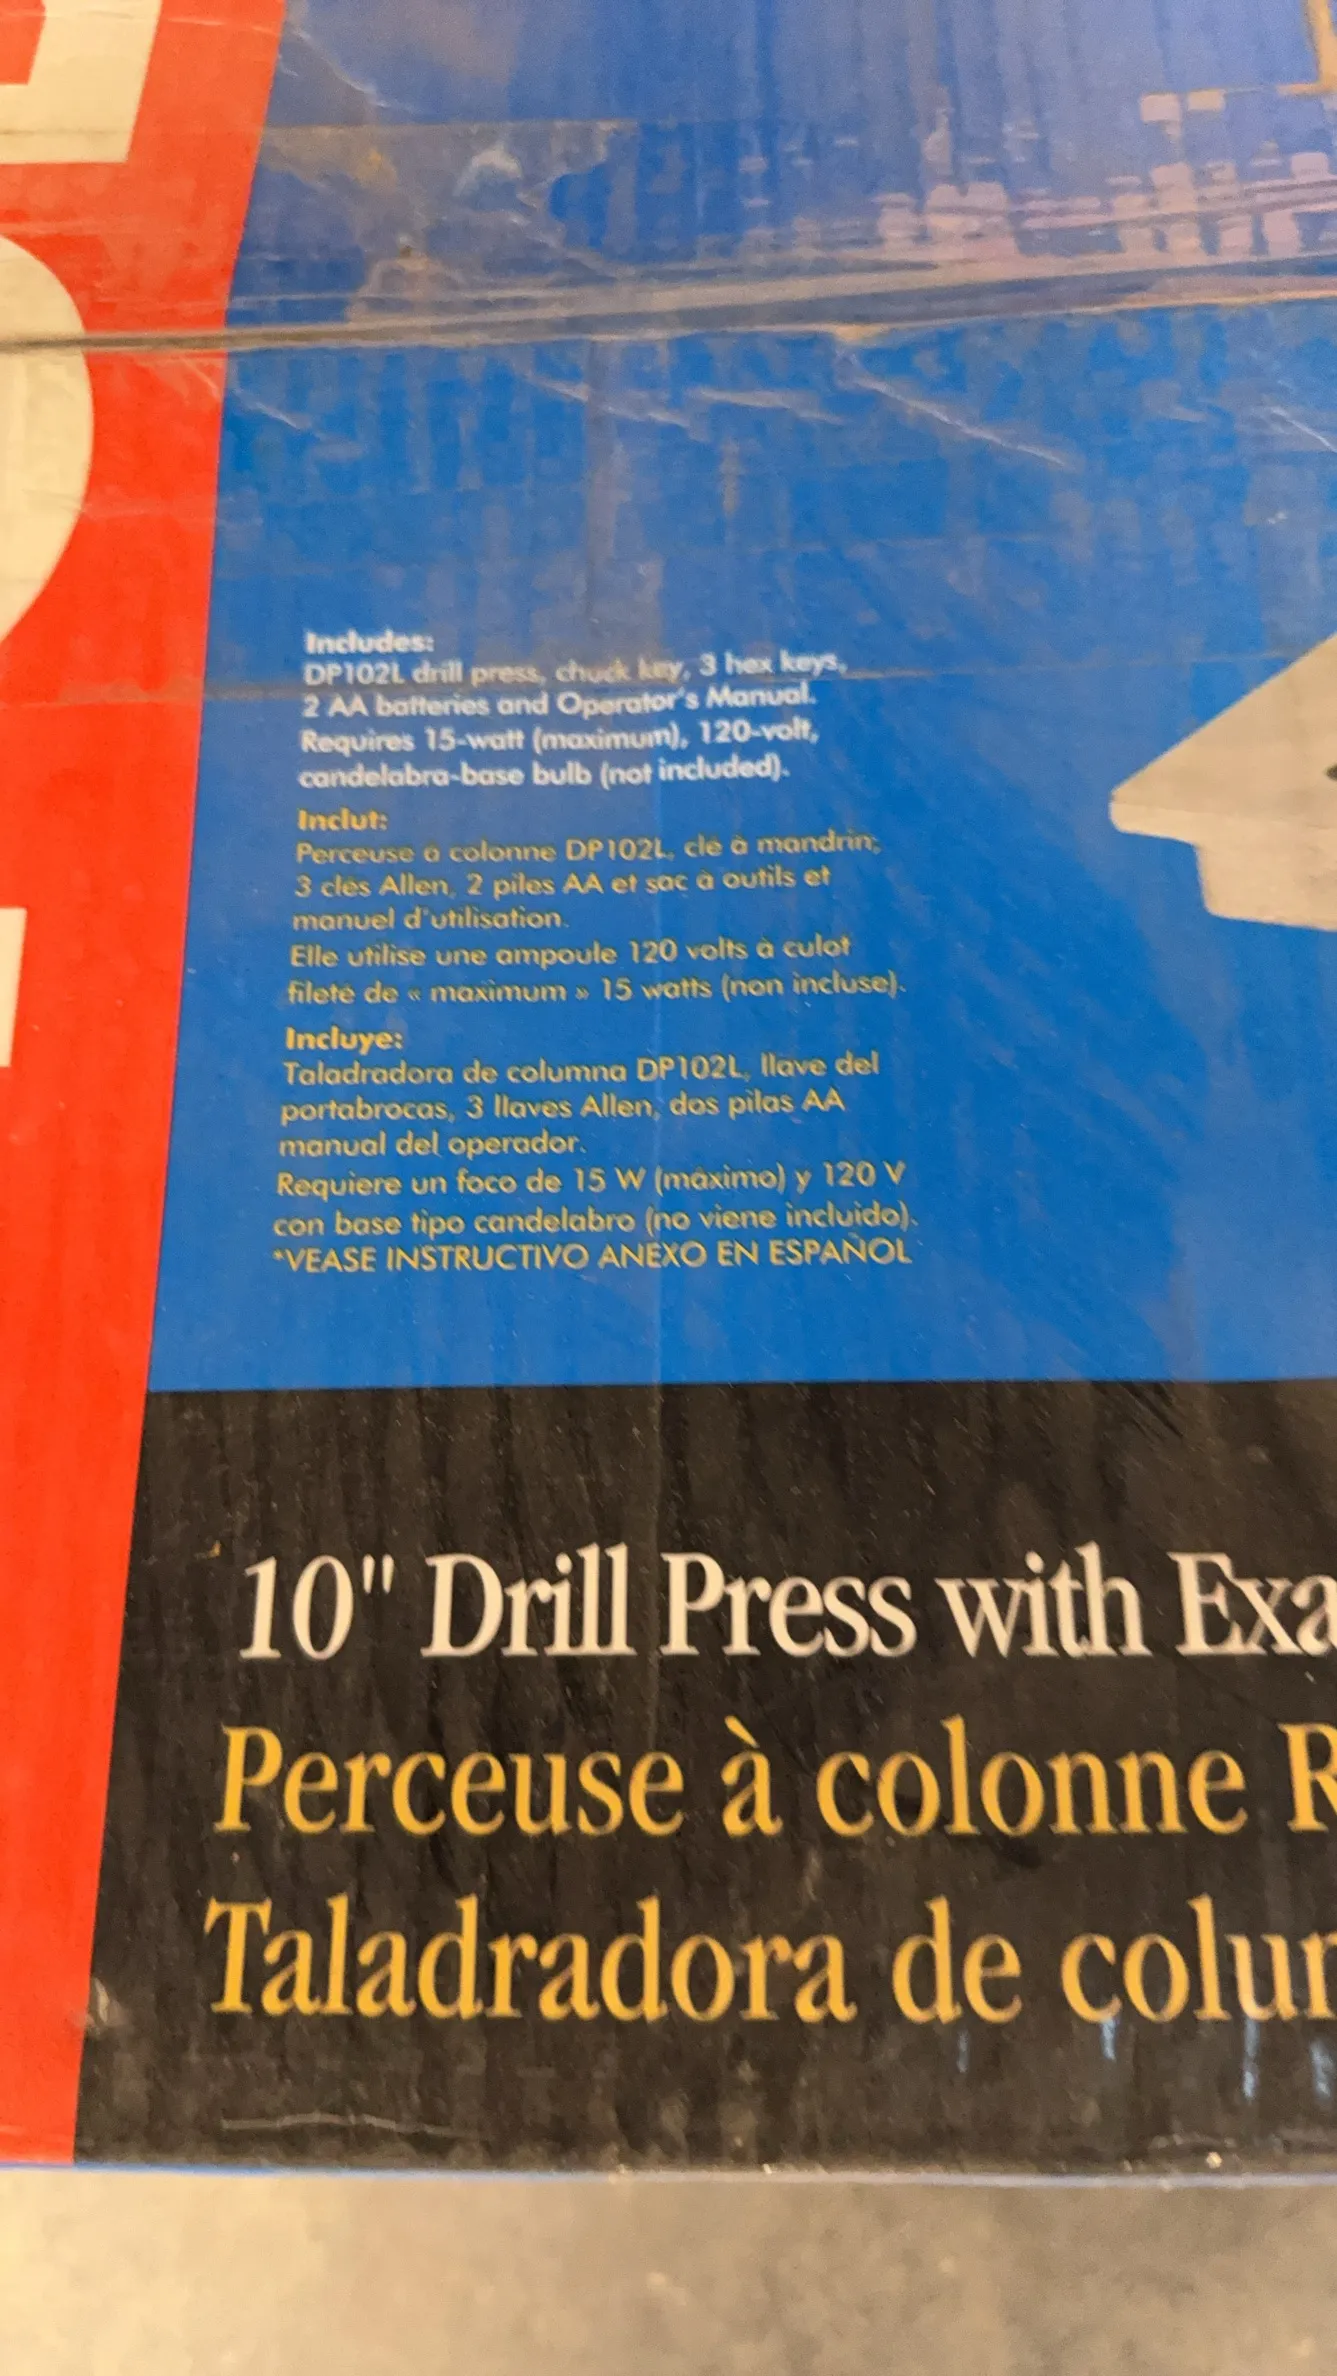 Includes:
DP102L drill press, chuck key, 3 hex keys,
2 AA batteries and Operator's Manual.
Requires 15-watt (maximum), 120-volt,
candelabra-base bulb (not included).
Inclut:
Perceuse à colonne DP102L, clé à mandrin,
3 clés Allen, 2 piles AA et sac à outils et
manuel d'utilisation.
Elle utilise une ampoule 120 volts à culot
fileté de « maximum » 15 watts (non incluse).
Incluye:
Taladradora de columna DP102L, llave del
portabrocas, 3 llaves Allen, dos pilas AA
manual del operador.
Requiere un foco de 15 W (máximo) y 120 V
con base tipo candelabro (no viene incluido).
*VEASE INSTRUCTIVO ANEXO EN ESPAÑOL
10" Drill Press with Exa
Perceuse à colonne R
Taladradora de colu